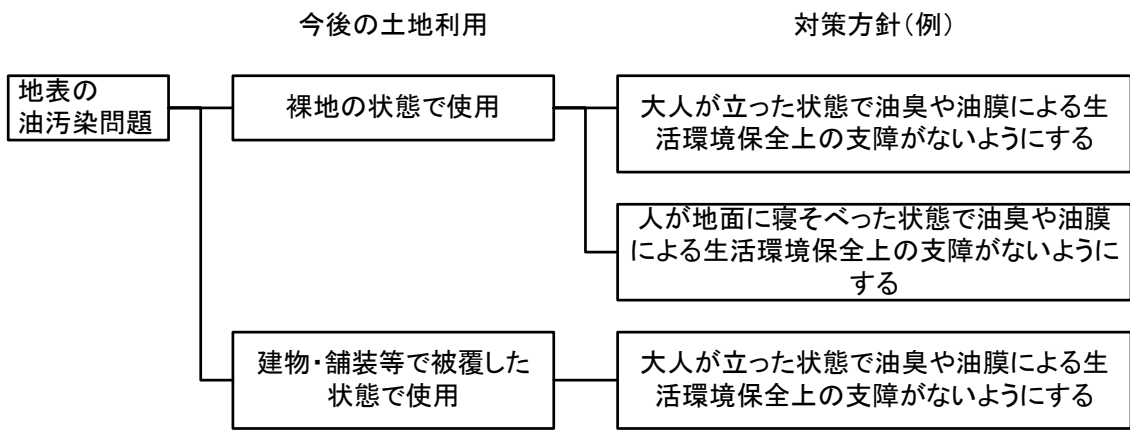 今後の土地利用
対策方針（例）
地表の
油汚染問題
裸地の状態で使用
大人が立った状態で油臭や油膜による生
活環境保全上の支障がないようにする
人が地面に寝そべった状態で油臭や油膜
による生活環境保全上の支障がないように
する
建物・舗装等で被覆した
状態で使用
大人が立った状態で油臭や油膜による生
活環境保全上の支障がないようにする